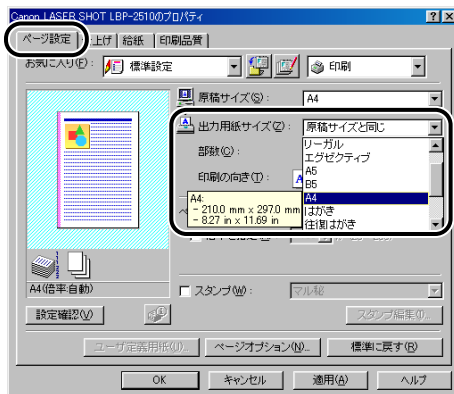 Canon LASER SHOT LBP-2510のプロパティ
ページ設定 上げ 給紙 印刷品質
お気に入り(F): 標準設定 印刷
原稿サイズ(S): A4
出力用紙サイズ(Z): 原稿サイズと同じ
リーガル
エグゼクティブ
部数(C): A5
B5
印刷の向き(T): A A4
はがき
往復はがき
A4:
- 210.0 mm x 297.0 mm
- 8.27 in x 11.69 in
A4(倍率:自動)
スタンプ(W): マル秘
設定確認(V) スタンプ編集(I)...
ユーザ定義用紙(U)... ページオプション(N)... 標準に戻す(R)
OK キャンセル 適用(A) ヘルプ